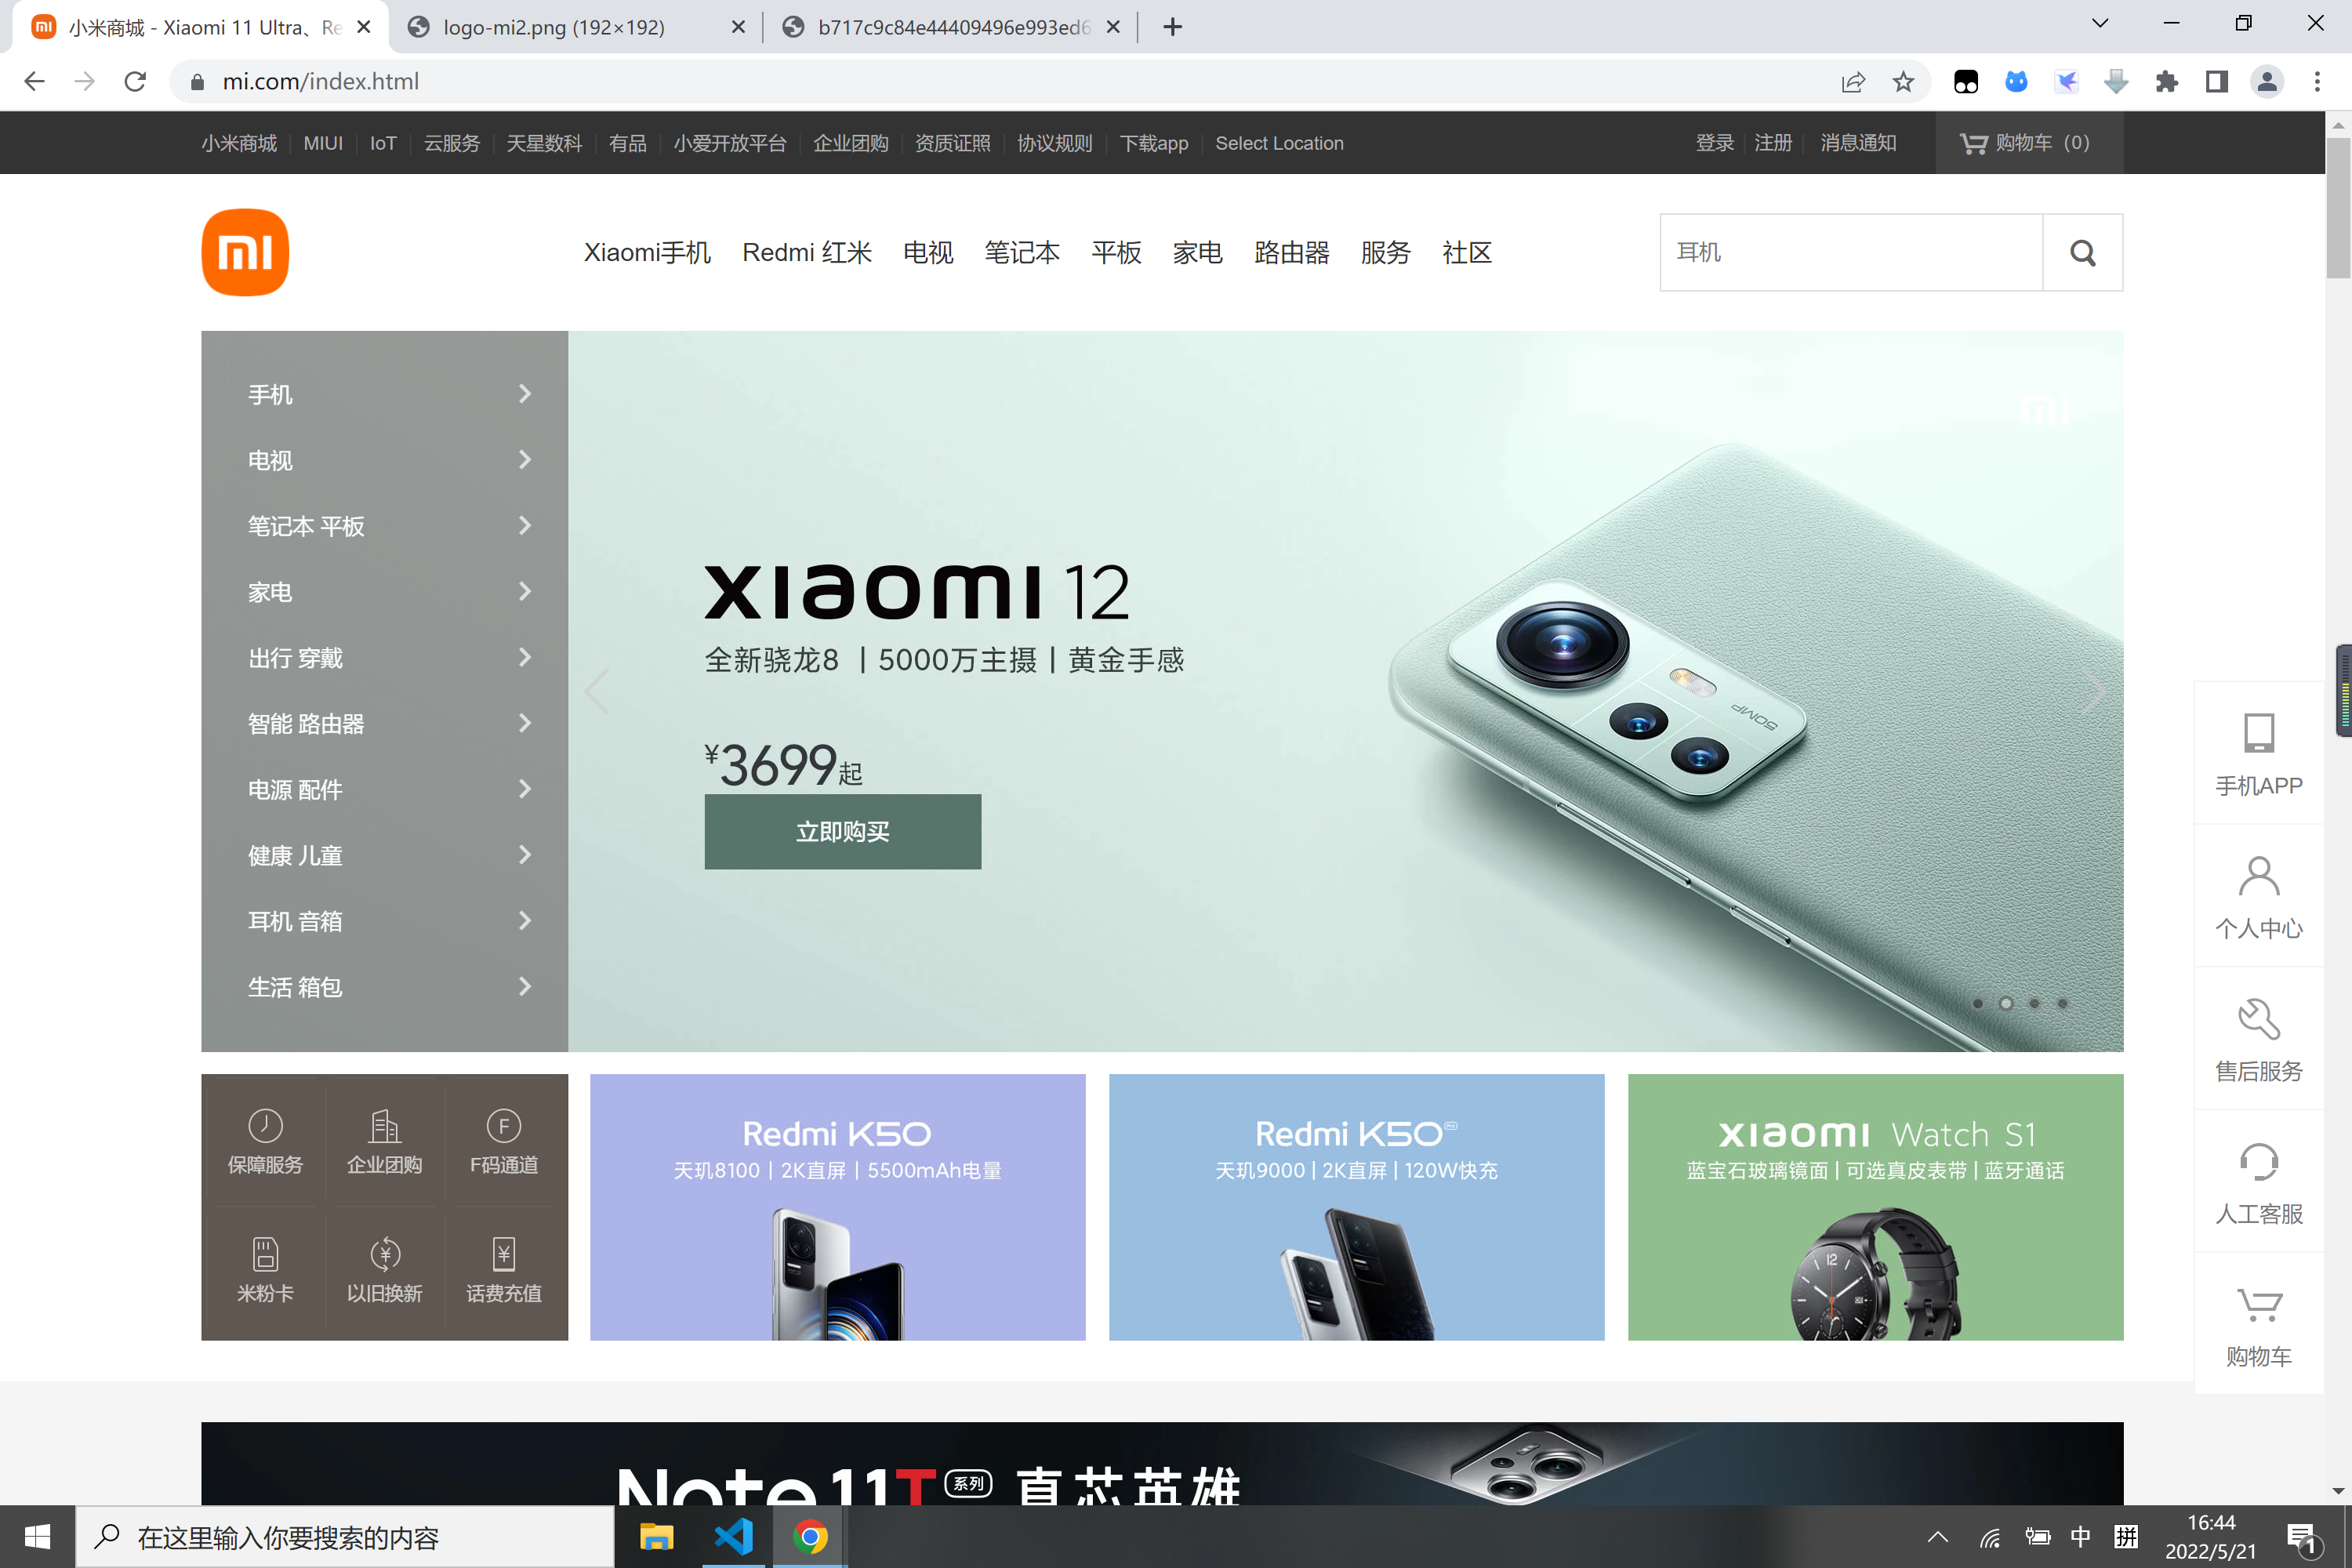 小米商城 - Xiaomi 11 Ultra、Re
logo-mi2.png (192×192)
b717c9c84e44409496e993ed6
mi.com/index.html
小米商城 MIUI IoT 云服务 天星数科 有品 小爱开放平台 企业团购 资质证照 协议规则 下载app Select Location
登录 注册 消息通知 购物车（0）
mi
Xiaomi手机 Redmi 红米 电视 笔记本 平板 家电 路由器 服务 社区
耳机
手机
电视
笔记本 平板
家电
出行 穿戴
智能 路由器
电源 配件
健康 儿童
耳机 音箱
生活 箱包
mi
xiaomi 12
全新骁龙8 | 5000万主摄 | 黄金手感
¥3699起
立即购买
50MP
手机APP
个人中心
售后服务
人工客服
购物车
保障服务 企业团购 F码通道
米粉卡 以旧换新 话费充值
Redmi K50
天玑8100 | 2K直屏 | 5500mAh电量
Redmi K50 Pro
天玑9000 | 2K直屏 | 120W快充
xiaomi Watch S1
蓝宝石玻璃镜面 | 可选真皮表带 | 蓝牙通话
12
Note 11T 系列 真芯英雄
在这里输入你要搜索的内容
中 拼
16:44
2022/5/21
1